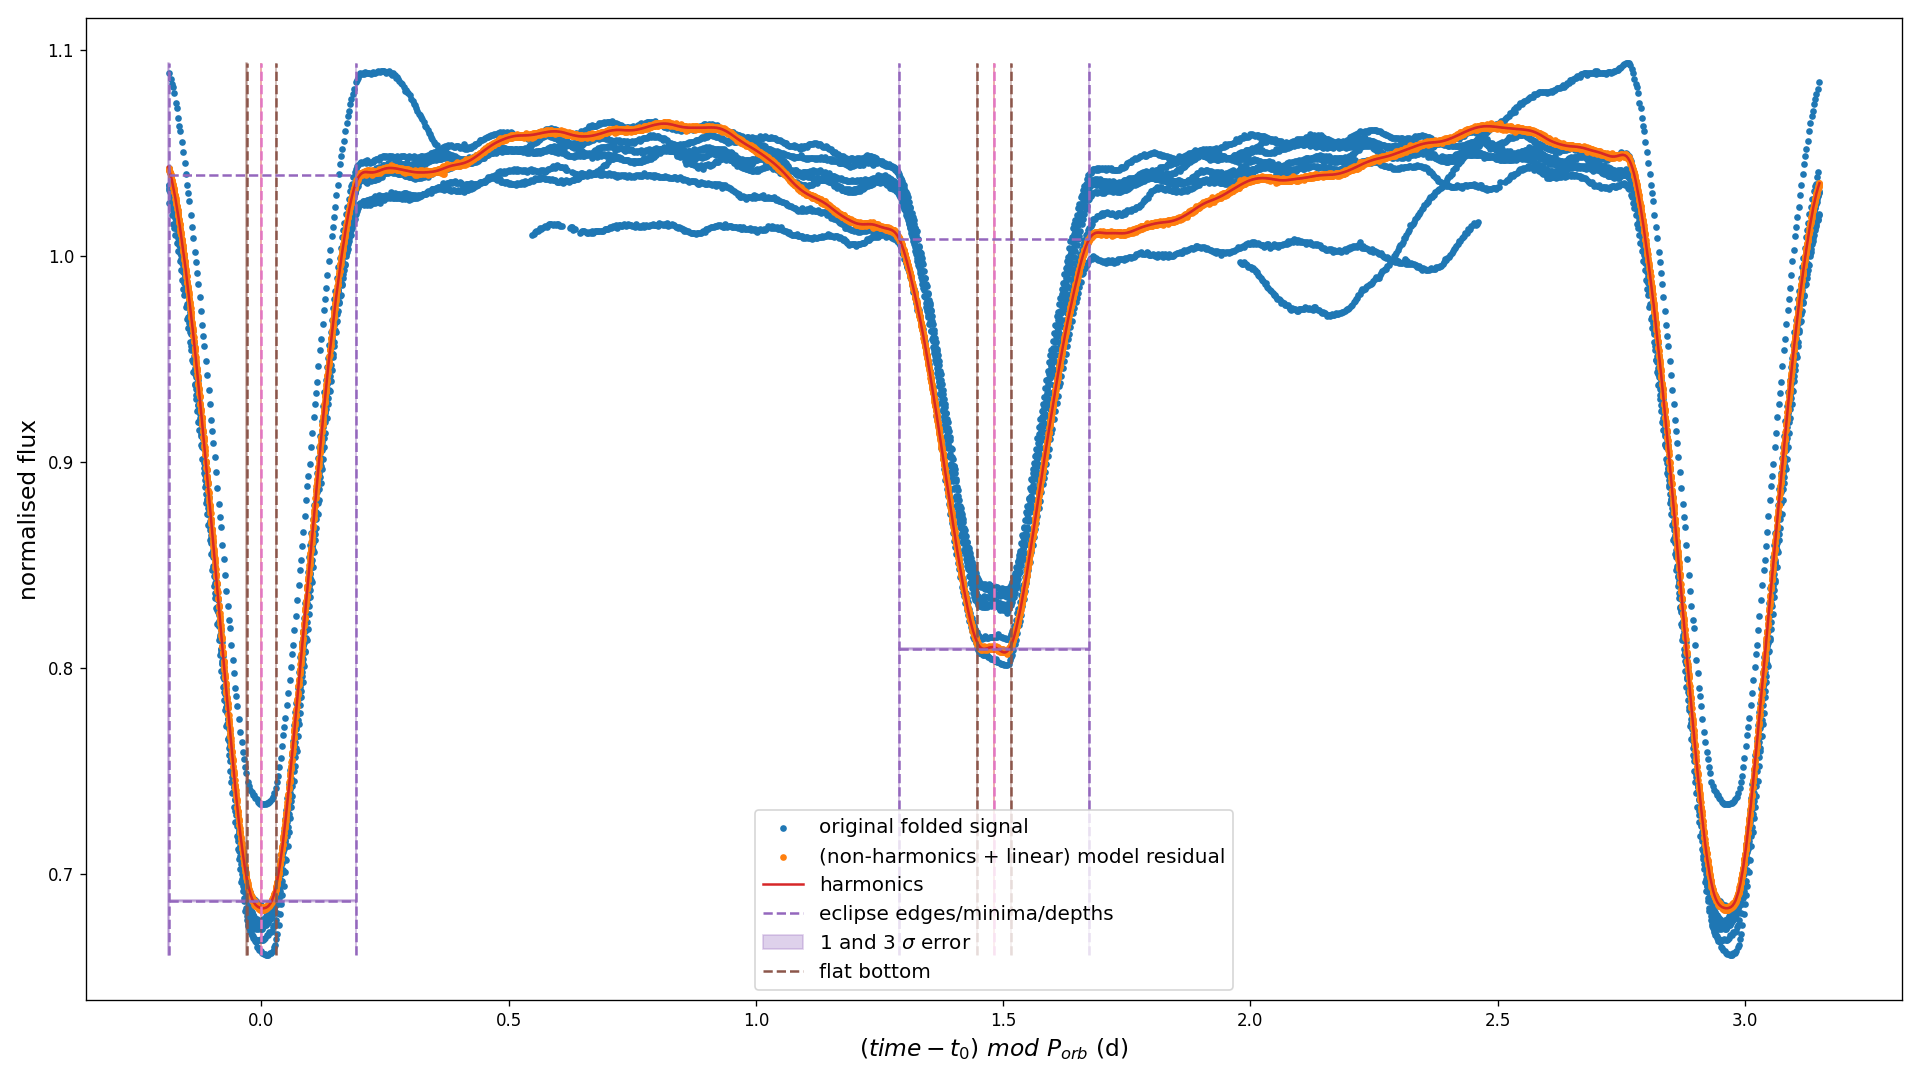 normalised flux
1.1
1.0
0.9
0.8
0.7
original folded signal
(non-harmonics + linear) model residual
harmonics
eclipse edges/minima/depths
1 and 3 σ error
flat bottom
0.0 0.5 1.0 1.5 2.0 2.5 3.0
(time − t₀) mod Pₒᵣb (d)